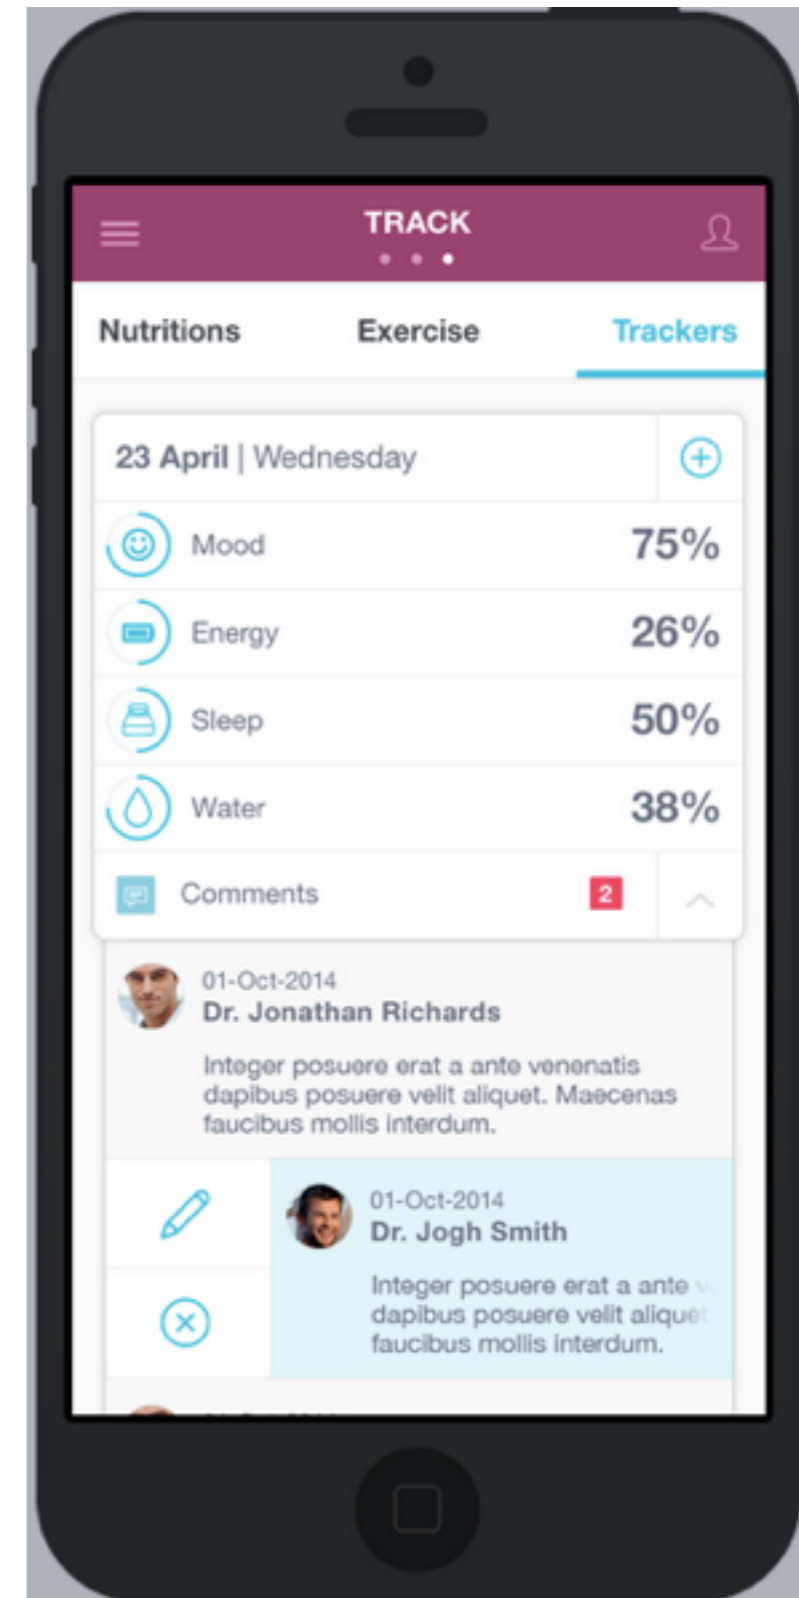 TRACK
Nutritions Exercise Trackers
23 April | Wednesday
Mood 75%
Energy 26%
Sleep 50%
Water 38%
Comments 2
01-Oct-2014
Dr. Jonathan Richards
Integer posuere erat a ante venenatis
dapibus posuere velit aliquet. Maecenas
faucibus mollis interdum.
01-Oct-2014
Dr. Jogh Smith
Integer posuere erat a ante
dapibus posuere velit aliquet
faucibus mollis interdum.